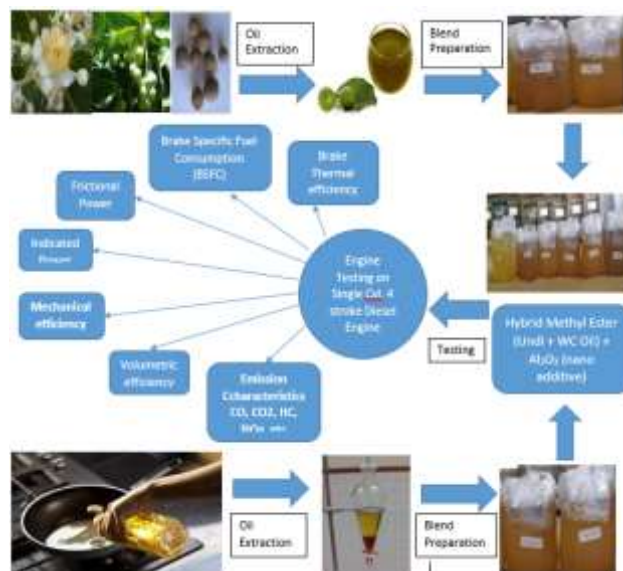 Oil
Extraction
Blend
Preparation
Brake Specific Fuel
Consumption
(BSFC)
Brake
Thermal
efficiency
Frictional
Power
Indicated
Power
Mechanical
efficiency
Volumetric
efficiency
Emission
Ccharacteristics
CO, CO2, HC,
Engine
Testing on
Single Cyl. 4
stroke Diesel
Engine
Testing
Hybrid Methyl Ester
(Undi + WC Oil) +
Al₂O₃ (nano
additive)
Oil
Extraction
Blend
Preparation